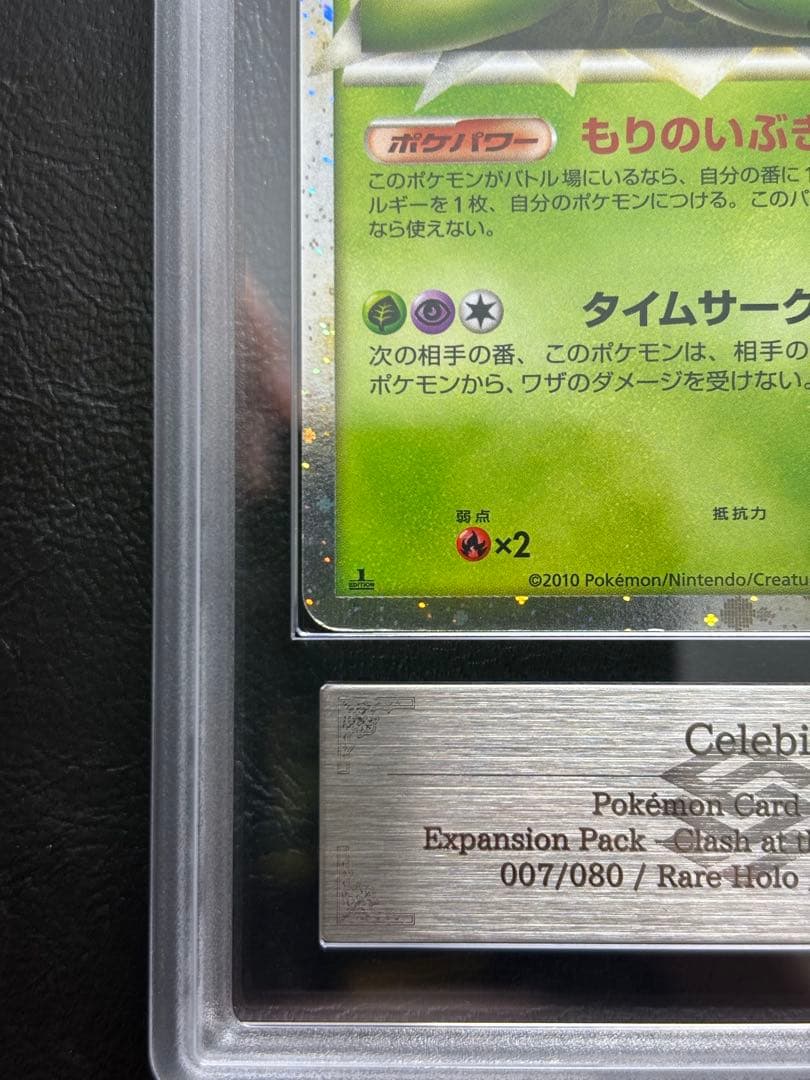 ポケパワー もりのいぶき
このポケモンがバトル場にいるなら、自分の番に1
ルギーを1枚、自分のポケモンにつける。このパ
なら使えない。
タイムサーク
次の相手の番、このポケモンは、相手の
ポケモンから、ワザのダメージを受けない。
弱点 抵抗力
×2
1 EDITION ©2010 Pokémon/Nintendo/Creatu
Celebi
Pokémon Card
Expansion Pack - Clash at th
007/080 / Rare Holo